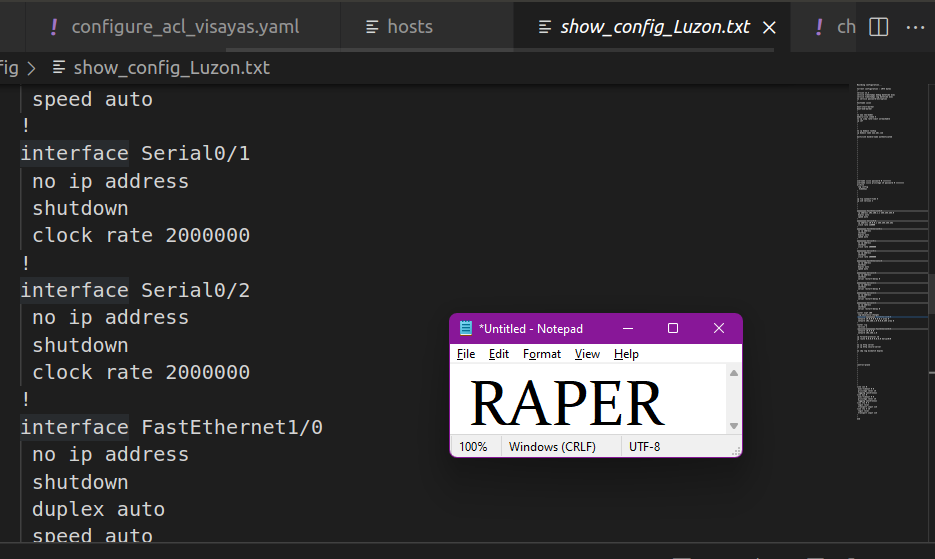 ! configure_acl_visayas.yaml
hosts
show_config_Luzon.txt
! ch
fig > show_config_Luzon.txt
speed auto
!
interface Serial0/1
no ip address
shutdown
clock rate 2000000
!
interface Serial0/2
no ip address
shutdown
clock rate 2000000
!
interface FastEthernet1/0
no ip address
shutdown
duplex auto
speed auto
*Untitled - Notepad
File Edit Format View Help
RAPER
100% Windows (CRLF) UTF-8